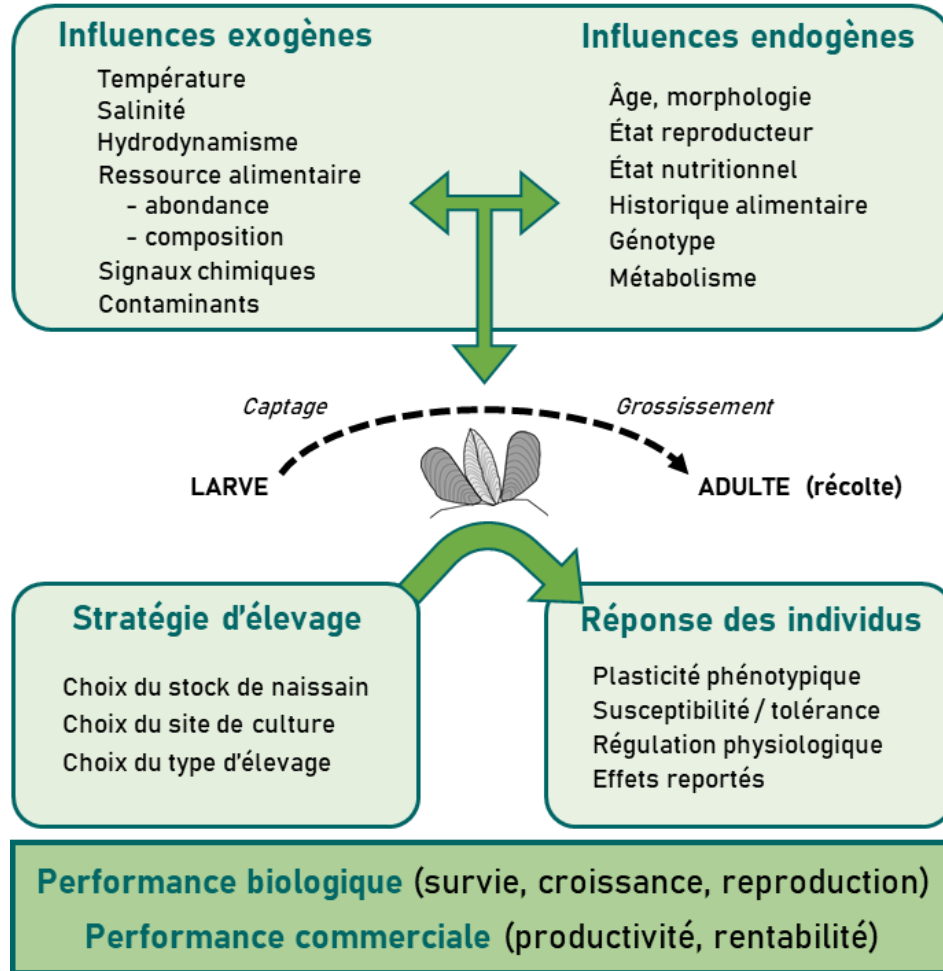 Influences exogènes
Température
Salinité
Hydrodynamisme
Ressource alimentaire
- abondance
- composition
Signaux chimiques
Contaminants
Influences endogènes
Âge, morphologie
État reproducteur
État nutritionnel
Historique alimentaire
Génotype
Métabolisme
Captage
Grossissement
LARVE
ADULTE (récolte)
Stratégie d'élevage
Choix du stock de naissain
Choix du site de culture
Choix du type d'élevage
Réponse des individus
Plasticité phénotypique
Susceptibilité / tolérance
Régulation physiologique
Effets reportés
Performance biologique (survie, croissance, reproduction)
Performance commerciale (productivité, rentabilité)